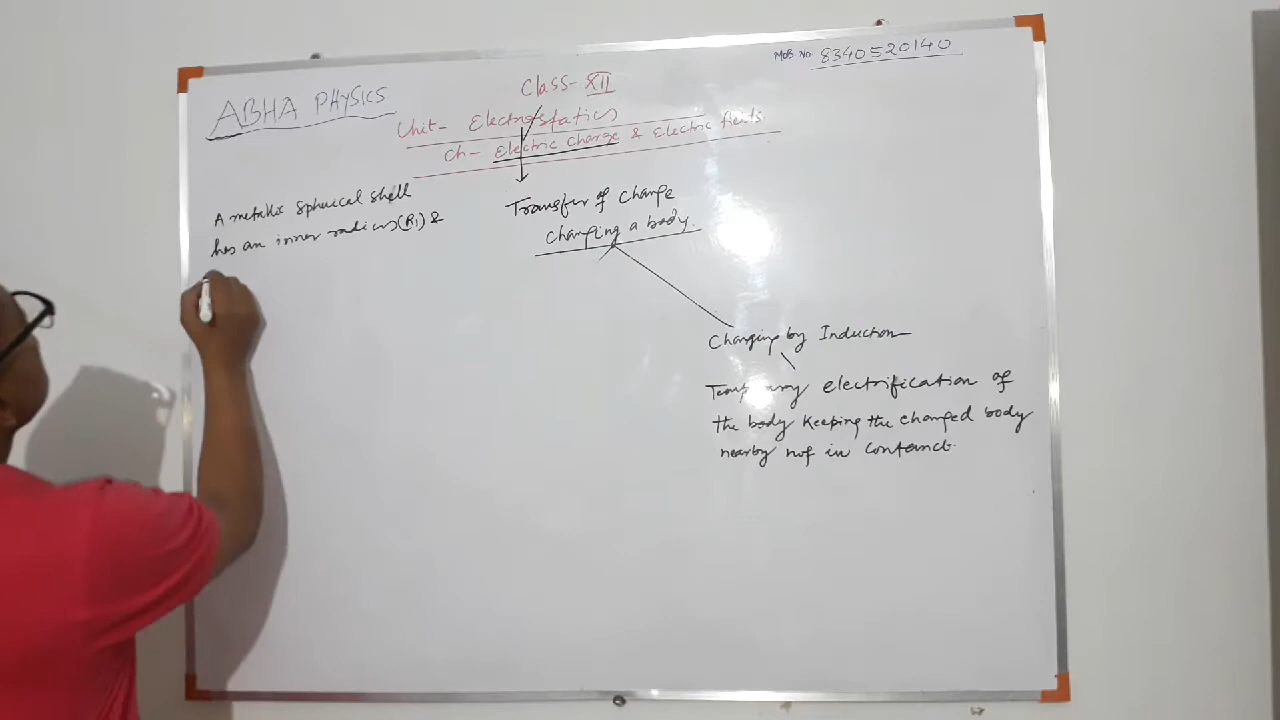 MOB No 8340520140
ABHA PHYSICS
Class- XII
Unit- Electrostatics
Ch- Electric Charge & Electric fields
A metallic spherical shell
has an inner radius (R1) &
Transfer of charge
Charging a body.
Charging by Induction
Temporary electrification of
the body Keeping the charged body
nearby not in contanct.